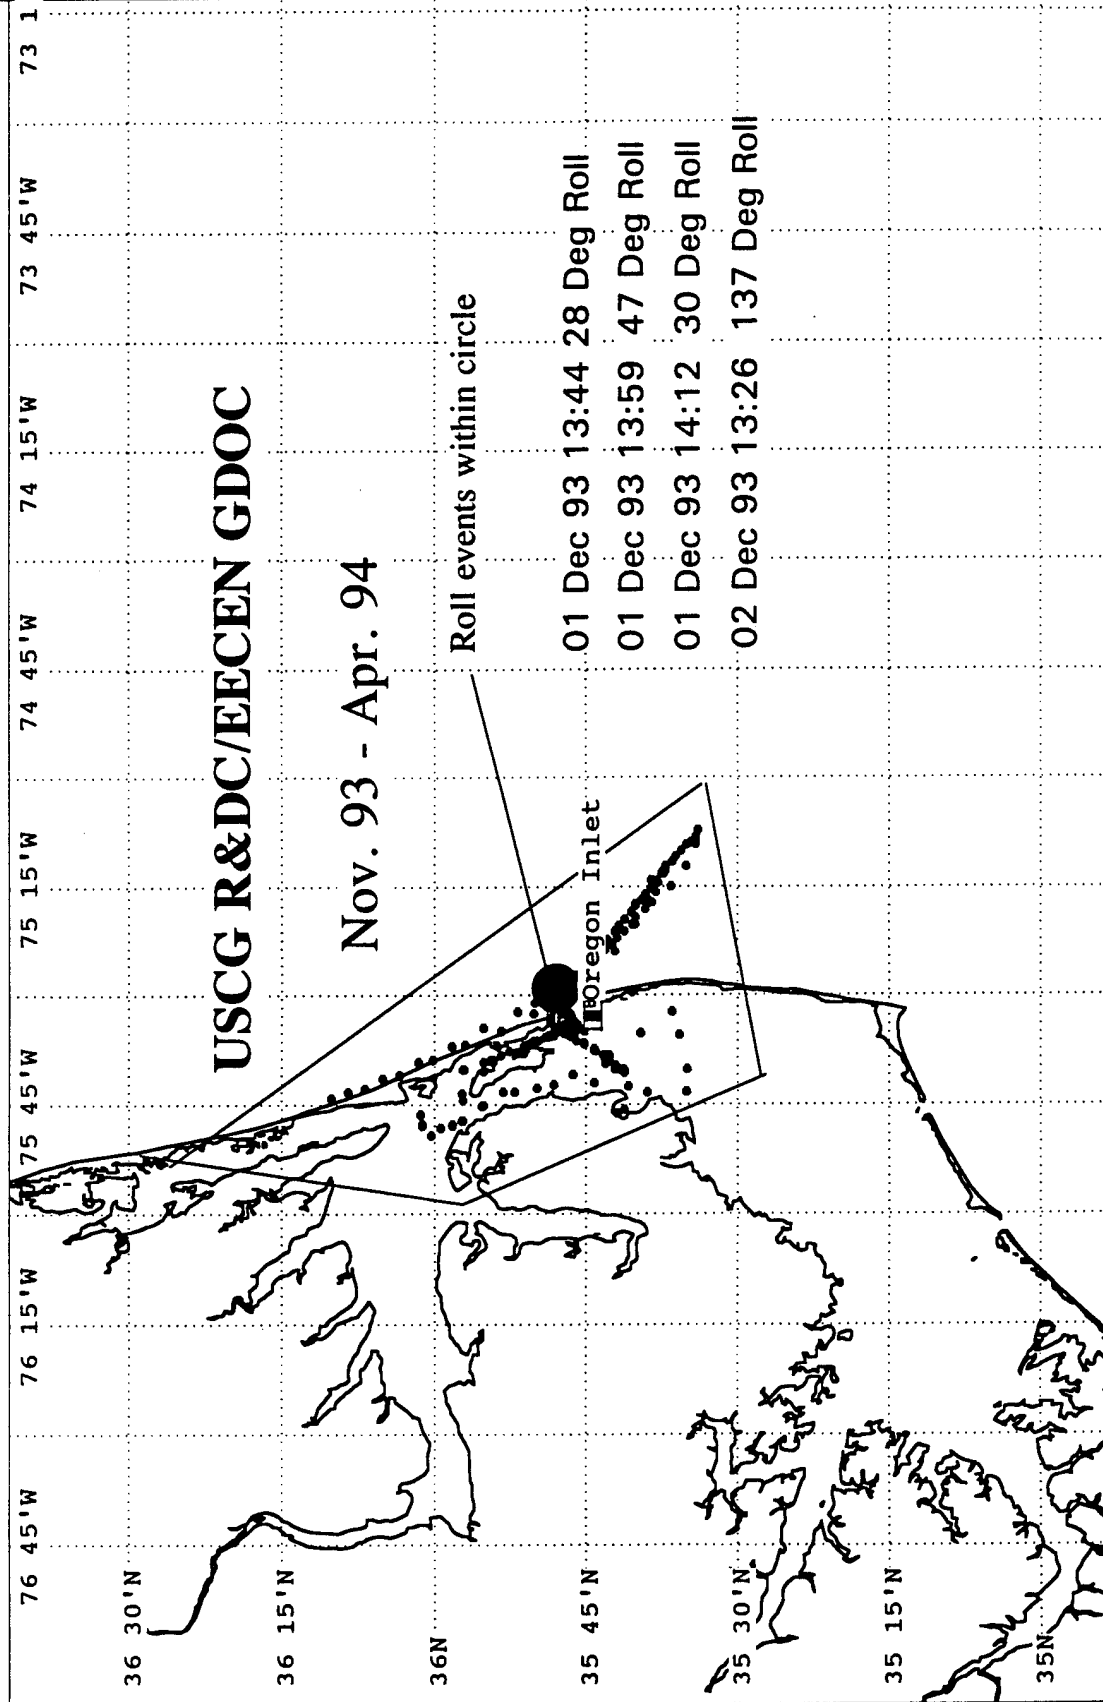 USCG R&DC/EECEN GDOC
Nov. 93 - Apr. 94
Roll events within circle
01 Dec 93 13:44 28 Deg Roll
01 Dec 93 13:59 47 Deg Roll
01 Dec 93 14:12 30 Deg Roll
02 Dec 93 13:26 137 Deg Roll
Oregon Inlet
36 30'N
36 15'N
36N
35 45'N
35 30'N
35 15'N
35N
76 45'W
76 15'W
75 45'W
75 15'W
74 45'W
74 15'W
73 45'W
73 1